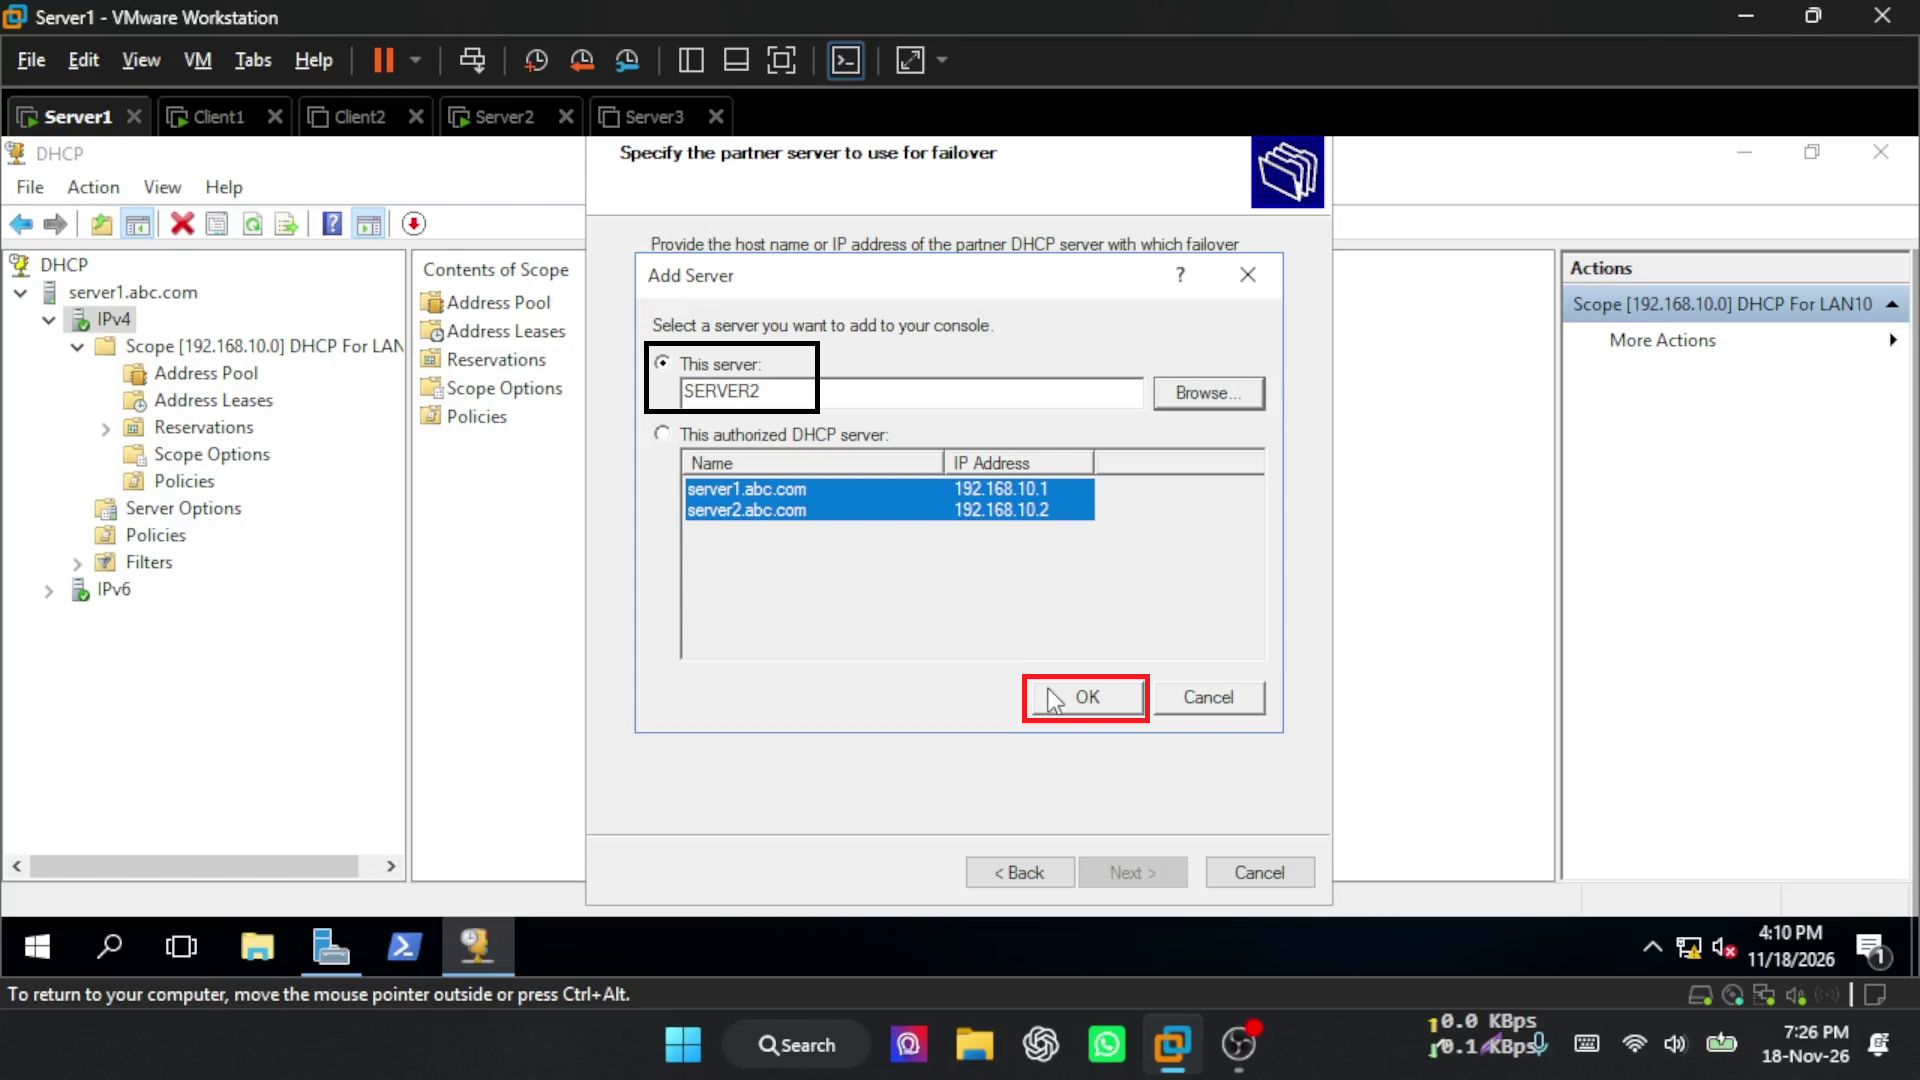 Server1 - VMware Workstation
File Edit View VM Tabs Help
Server1 Client1 Client2 Server2 Server3
DHCP
File Action View Help
DHCP
server1.abc.com
IPv4
Scope [192.168.10.0] DHCP For LAN
Address Pool
Address Leases
Reservations
Scope Options
Policies
Server Options
Policies
Filters
IPv6
Contents of Scope
Address Pool
Address Leases
Reservations
Scope Options
Policies
Specify the partner server to use for failover
Provide the host name or IP address of the partner DHCP server with which failover
Add Server
Select a server you want to add to your console.
This server:
SERVER2
Browse...
This authorized DHCP server:
Name IP Address
server1.abc.com 192.168.10.1
server2.abc.com 192.168.10.2
OK Cancel
< Back Next > Cancel
Actions
Scope [192.168.10.0] DHCP For LAN10
More Actions
4:10 PM
11/18/2026
1
To return to your computer, move the mouse pointer outside or press Ctrl+Alt.
Search
0.0 KBps
0.1 KBps
7:26 PM
18-Nov-26